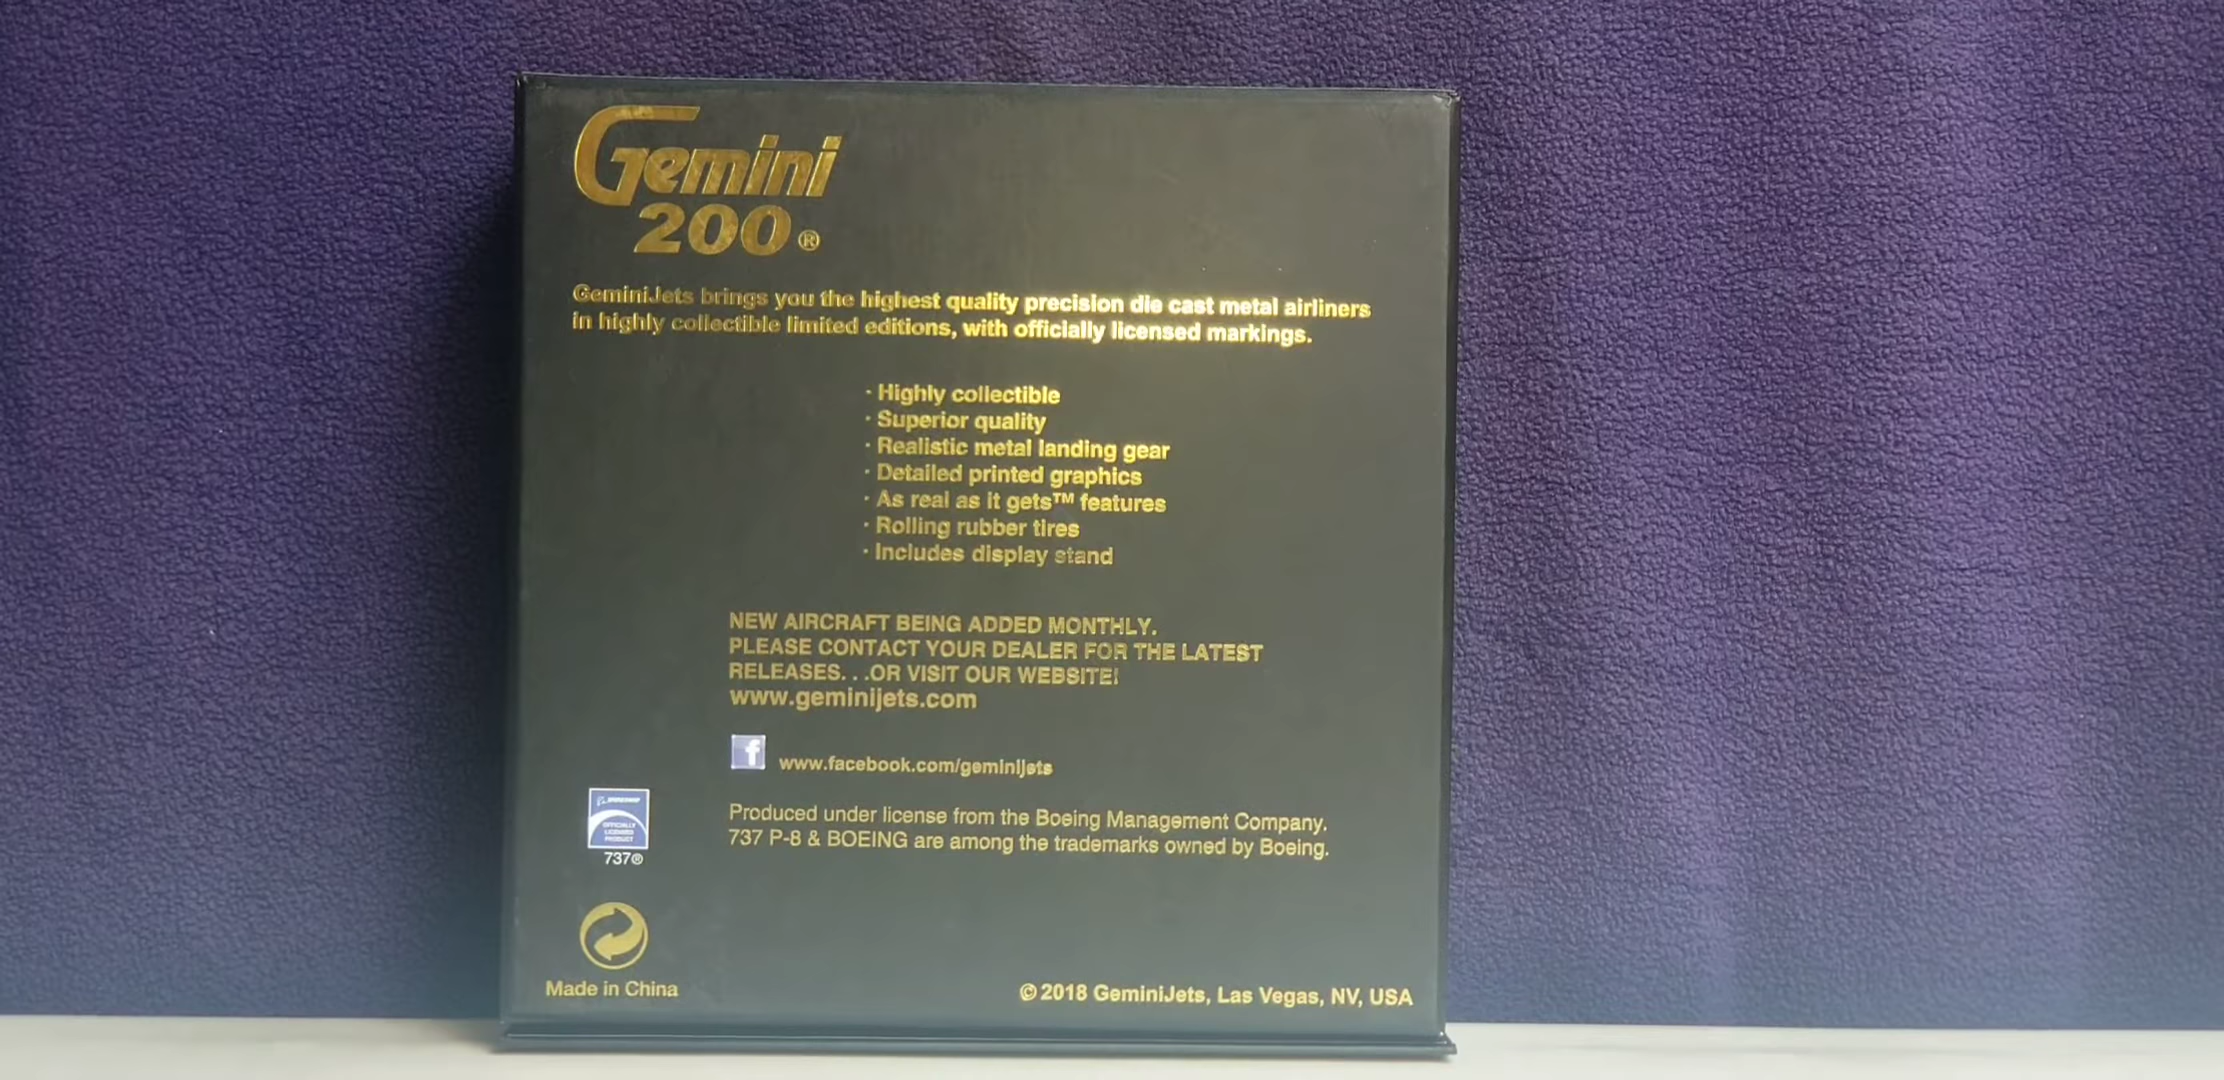 Gemini
200®
GeminiJets brings you the highest quality precision die cast metal airliners
in highly collectible limited editions, with officially licensed markings.
· Highly collectible
· Superior quality
· Realistic metal landing gear
· Detailed printed graphics
· As real as it gets™ features
· Rolling rubber tires
· Includes display stand
NEW AIRCRAFT BEING ADDED MONTHLY.
PLEASE CONTACT YOUR DEALER FOR THE LATEST
RELEASES. . .OR VISIT OUR WEBSITE!
www.geminijets.com
f
www.facebook.com/geminijets
OFFICIALLY
LICENSED
PRODUCT
737®
Produced under license from the Boeing Management Company.
737 P-8 & BOEING are among the trademarks owned by Boeing.
Made in China
© 2018 GeminiJets, Las Vegas, NV, USA